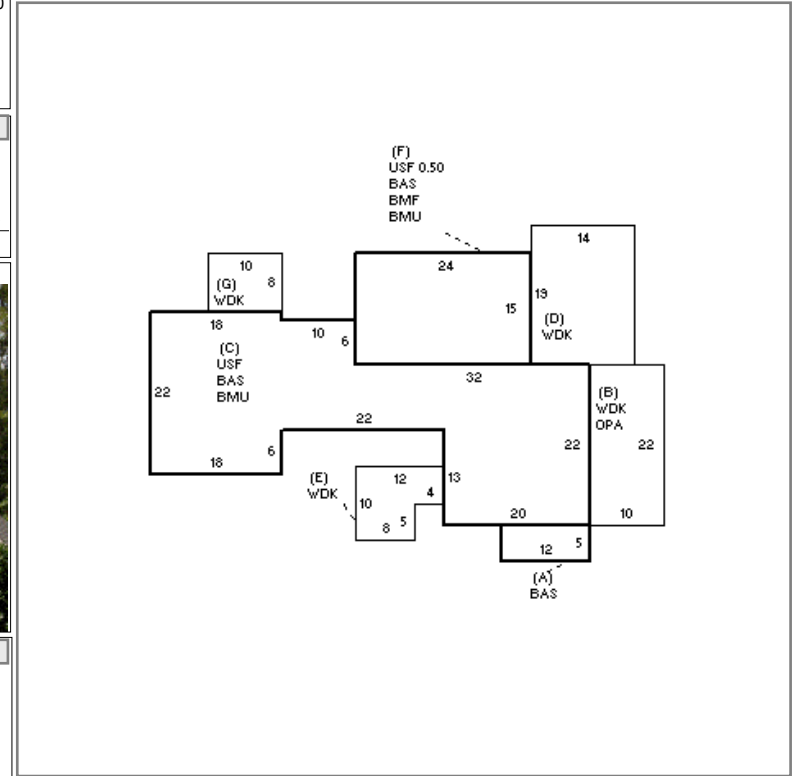 (F)
USF 0.50
BAS
BMF
BMU
14
10
8
(G)
WDK
24
19
15
(D)
WDK
18
10
6
(C)
USF
BAS
BMU
32
22
(B)
WDK
OPA
22
22
22
18
6
(E)
WDK
12
4
13
10
8
5
20
10
12
5
(A)
BAS